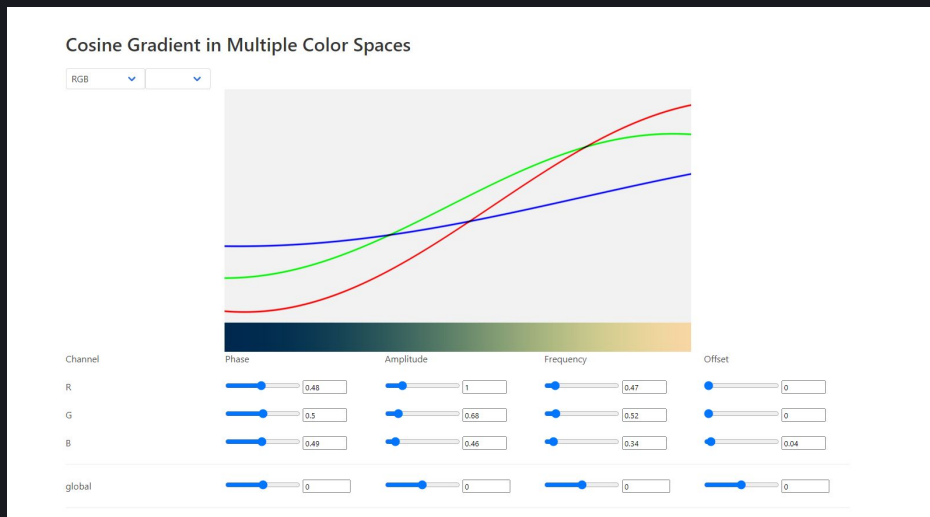 Cosine Gradient in Multiple Color Spaces
RGB
Channel Phase Amplitude Frequency Offset
R 0.48 1 0.47 0
G 0.5 0.68 0.52 0
B 0.49 0.46 0.34 0.04
global 0 0 0 0